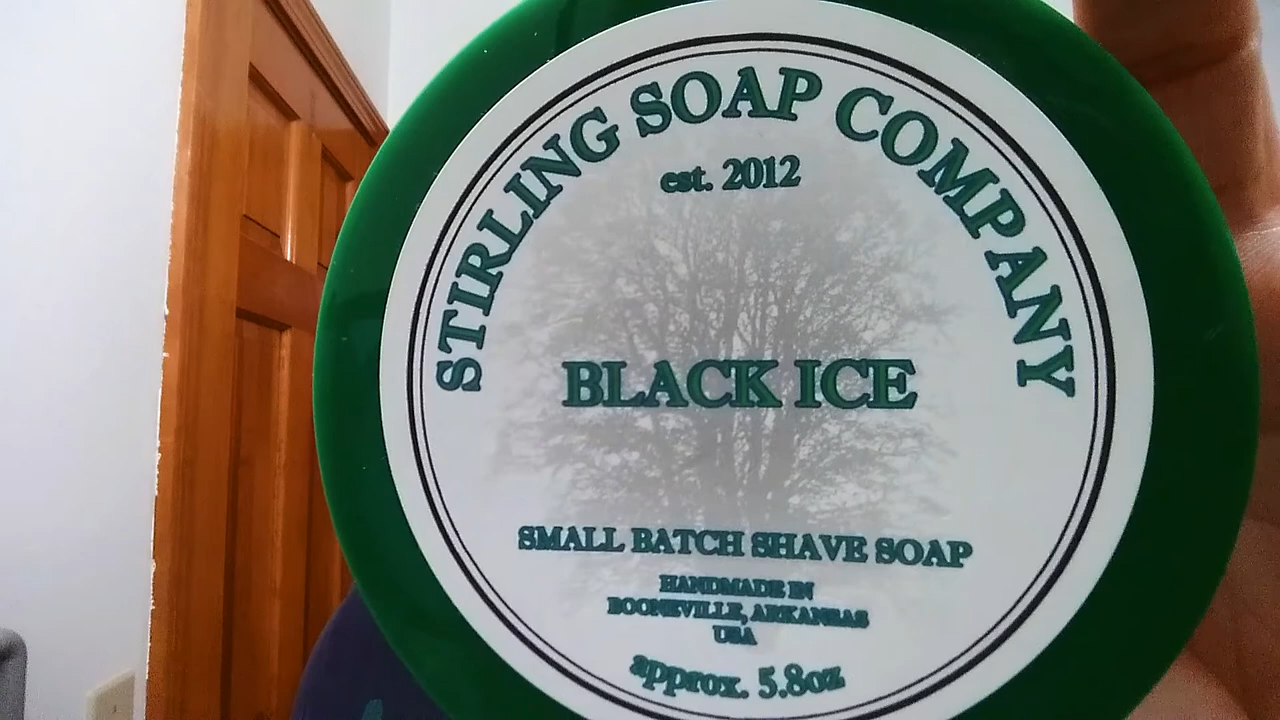 STIRLING SOAP COMPANY
est. 2012
BLACK ICE
SMALL BATCH SHAVE SOAP
HANDMADE IN
BOONEVILLE, ARKANSAS
USA
approx. 5.8oz